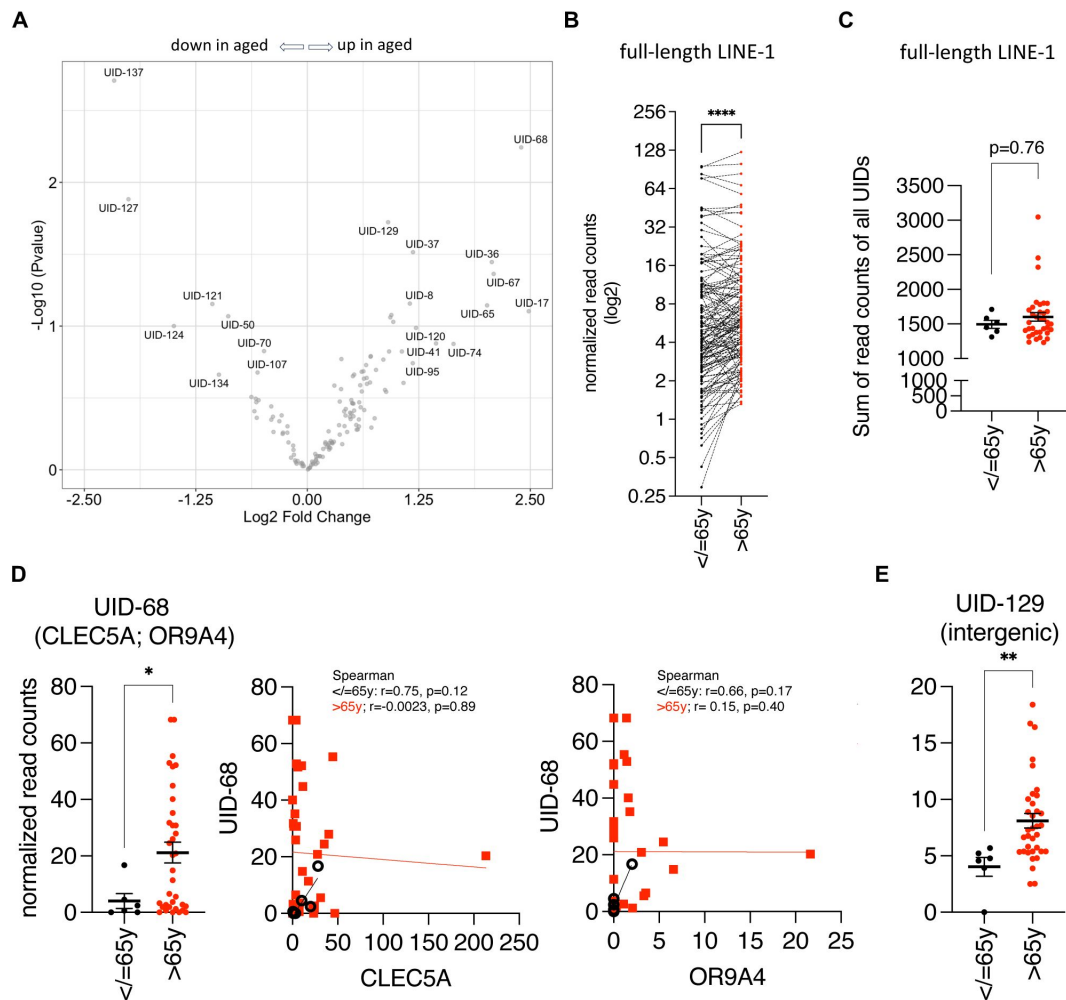 A
down in aged
up in aged
UID-137
UID-68
UID-127
UID-129
UID-37
UID-36
UID-67
UID-121
UID-8
UID-17
UID-65
UID-124
UID-50
UID-120
UID-70
UID-41
UID-74
UID-107
UID-95
UID-134
2
1
0
-Log10 (Pvalue)
-2.50
-1.25
0.00
1.25
2.50
Log2 Fold Change
B
full-length LINE-1
****
256
128
64
32
16
8
4
2
1
0.5
0.25
normalized read counts
(log2)
</=65y
>65y
C
full-length LINE-1
p=0.76
3500
3000
2500
2000
1500
1000
1000
500
0
Sum of read counts of all UIDs
</=65y
>65y
D
UID-68
(CLEC5A; OR9A4)
*
80
60
40
20
0
normalized read counts
</=65y
>65y
Spearman
</=65y: r=0.75, p=0.12
>65y; r=-0.0023, p=0.89
80
60
40
20
0
UID-68
0
50
100
150
200
250
CLEC5A
Spearman
</=65y: r=0.66, p=0.17
>65y: r= 0.15, p=0.40
80
60
40
20
0
UID-68
0
5
10
15
20
25
OR9A4
E
UID-129
(intergenic)
**
20
15
10
5
0
</=65y
>65y